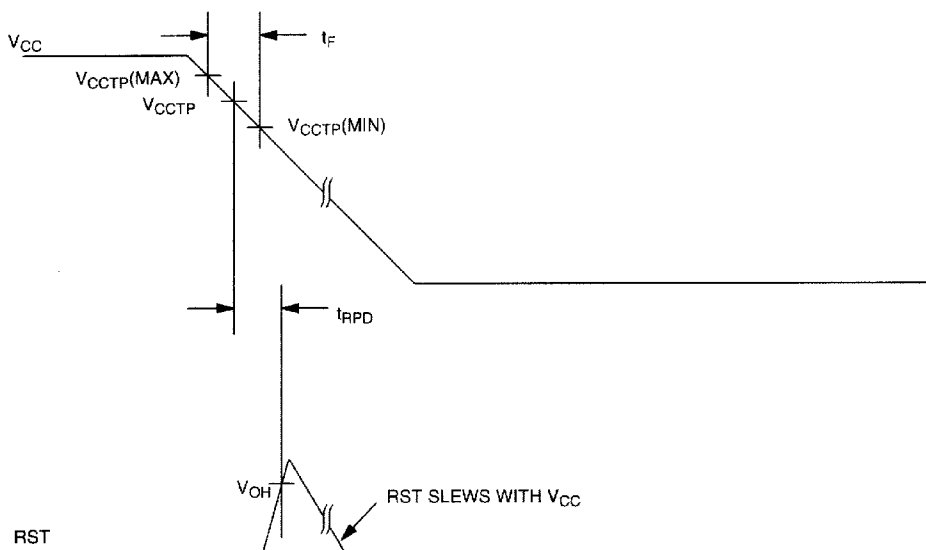 t_F
V_CC
V_CCTP(MAX)
V_CCTP
V_CCTP(MIN)
t_RPD
V_OH
RST SLEWS WITH V_CC
RST